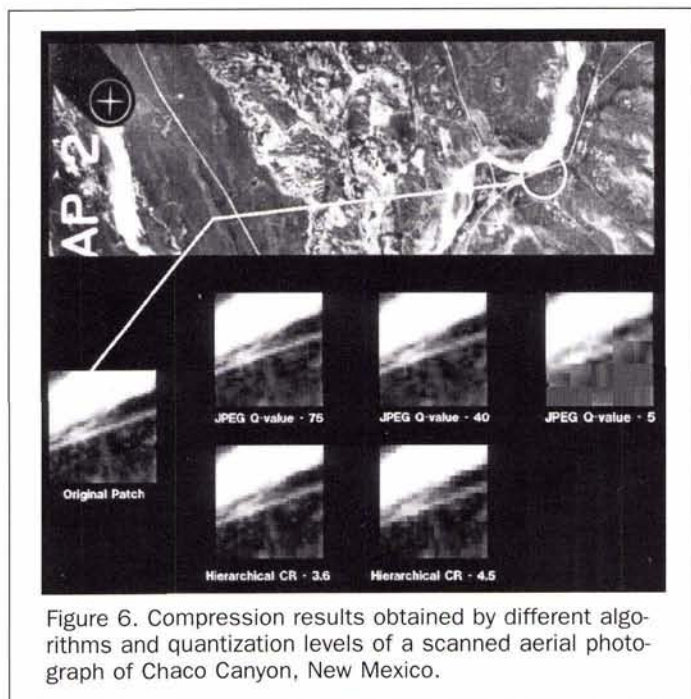 AP 2
JPEG Q-value - 75
JPEG Q-value - 40
JPEG Q-value - 5
Original Patch
Hierarchical CR - 3.6
Hierarchical CR - 4.5
Figure 6. Compression results obtained by different algo-
rithms and quantization levels of a scanned aerial photo-
graph of Chaco Canyon, New Mexico.